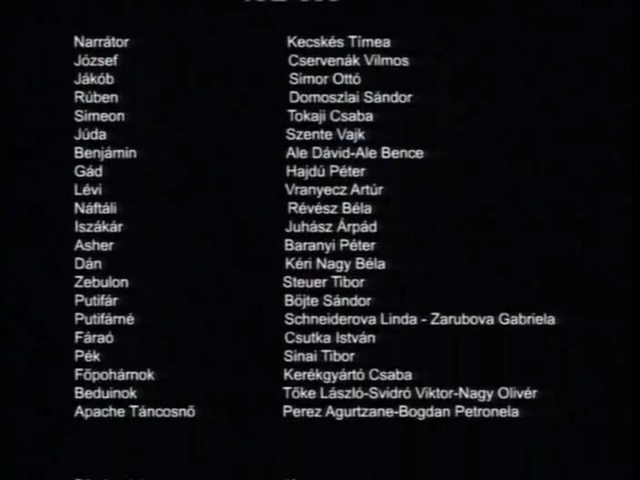 Narrátor Kecskés Tímea
József Cservenák Vilmos
Jákób Simor Ottó
Rúben Domoszlai Sándor
Simeon Tokaji Csaba
Júda Szente Vajk
Benjámin Ale Dávid-Ale Bence
Gád Hajdú Péter
Lévi Vranyecz Artúr
Náftáli Révész Béla
Iszákár Juhász Árpád
Asher Baranyi Péter
Dán Kéri Nagy Béla
Zebulon Steuer Tibor
Putifár Böjte Sándor
Putifárné Schneiderova Linda - Zarubova Gabriela
Fáraó Csutka István
Pék Sinai Tibor
Főpohárnok Kerékgyártó Csaba
Beduinok Tőke László-Svidró Viktor-Nagy Olivér
Apache Táncosnő Perez Agurtzane-Bogdan Petronela